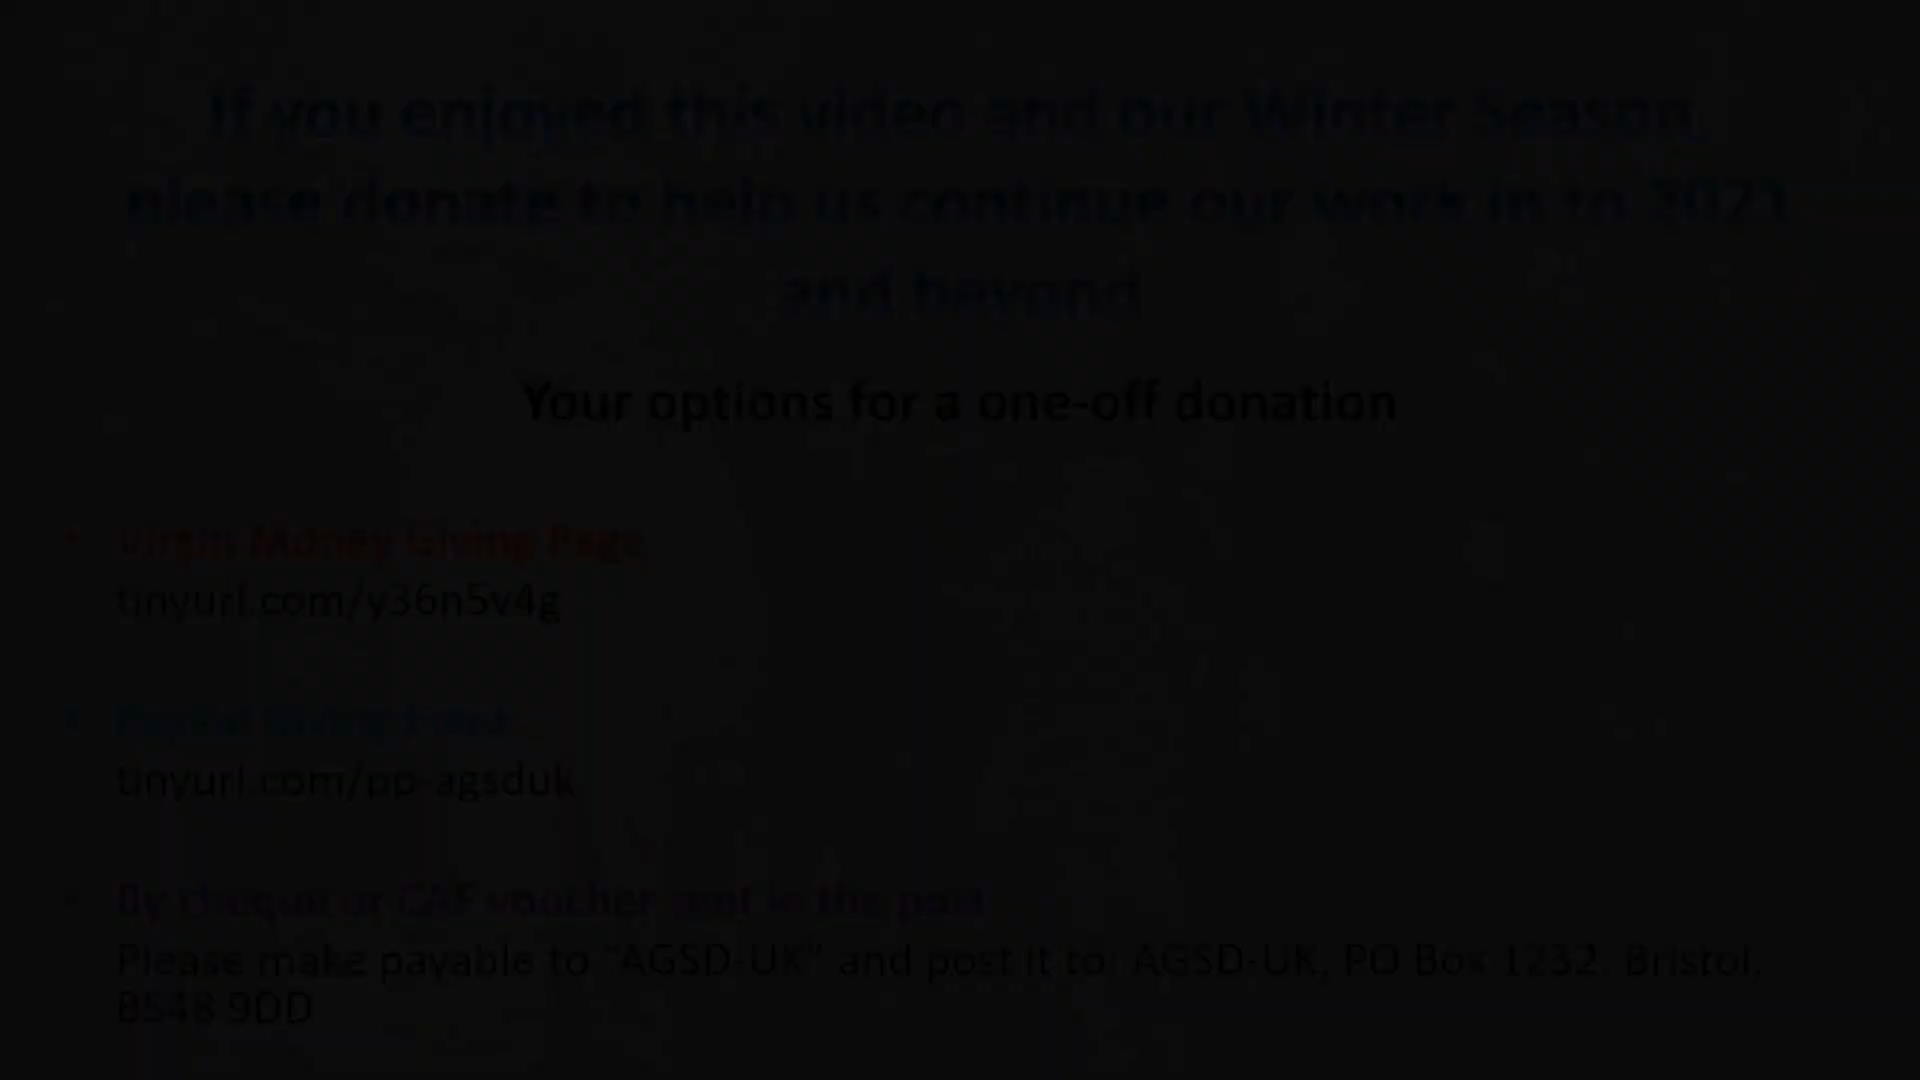 If you enjoyed this video and our Winter Season,
please donate to help us continue our work in to 2021
and beyond
Your options for a one-off donation
• Virgin Money Giving Page
tinyurl.com/y36n5v4g
• Paypal Giving Fund
tinyurl.com/pp-agsduk
• By cheque or CAF voucher sent in the post
Please make payable to "AGSD-UK" and post it to: AGSD-UK, PO Box 1232, Bristol,
BS48 9DD